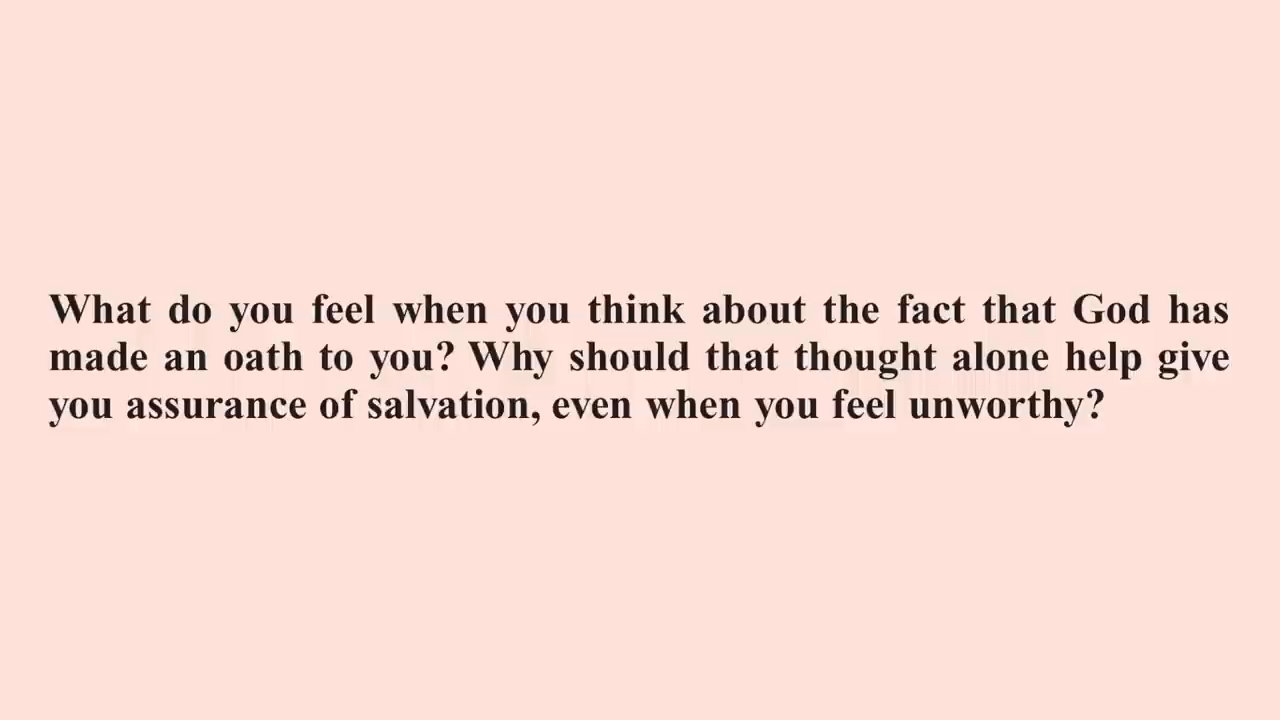 What do you feel when you think about the fact that God has
made an oath to you? Why should that thought alone help give
you assurance of salvation, even when you feel unworthy?